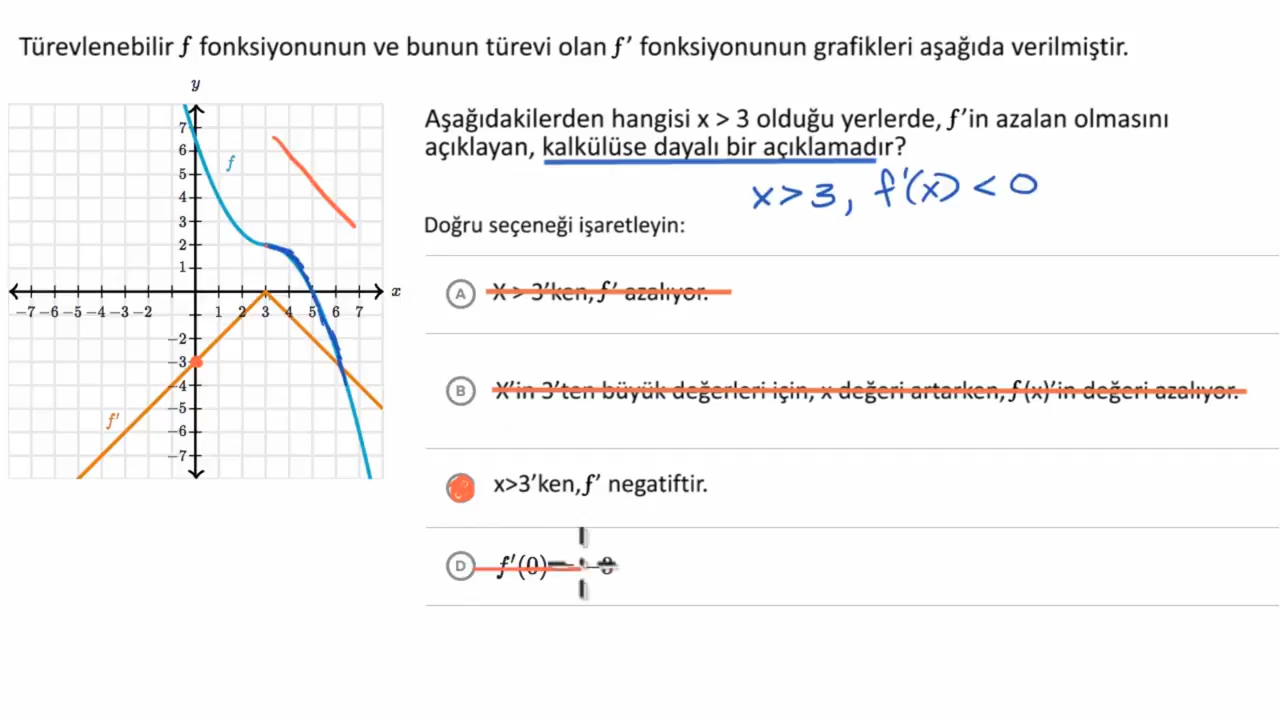 Türevlenebilir f fonksiyonunun ve bunun türevi olan f' fonksiyonunun grafikleri aşağıda verilmiştir.
y
7
6
5
4
3
2
1
f
-7 -6 -5 -4 -3 -2
1 2 3 4 5 6 7
x
-2
-3
-4
-5
-6
-7
f'
Aşağıdakilerden hangisi x > 3 olduğu yerlerde, f'in azalan olmasını
açıklayan, kalkülüse dayalı bir açıklamadır?
x > 3, f'(x) < 0
Doğru seçeneği işaretleyin:
A X > 3'ken, f' azalıyor.
B X'in 3'ten büyük değerleri için, x değeri artarken, f(x)'in değeri azalıyor.
x>3'ken, f' negatiftir.
D f'(0)=